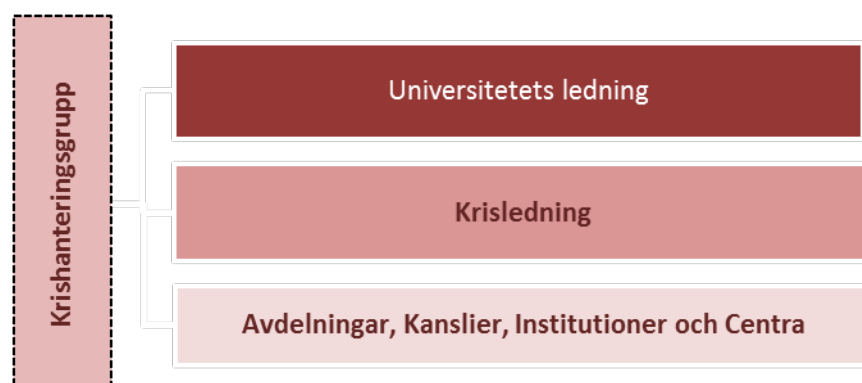 Krishanteringsgrupp
Universitetets ledning
Krisledning
Avdelningar, Kanslier, Institutioner och Centra